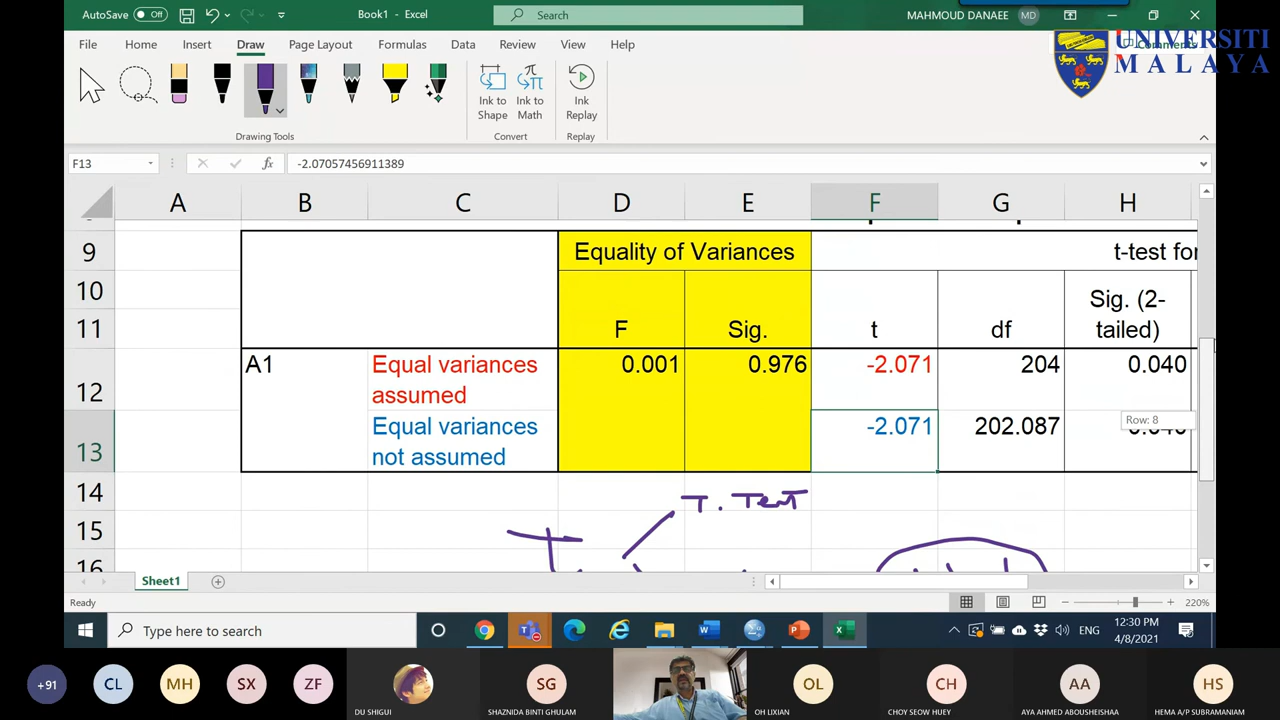 AutoSave Off Book1 - Excel Search MAHMOUD DANAEE MD
File Home Insert Draw Page Layout Formulas Data Review View Help Comments
UNIVERSITI
MALAYA
Ink to Shape
Ink to Math
Ink Replay
Drawing Tools Convert Replay
F13 fx -2.07057456911389
A B C D E F G H
9 Equality of Variances t-test for
10 Sig. (2-
11 F Sig. t df tailed)
12 A1 Equal variances assumed 0.001 0.976 -2.071 204 0.040
13 Equal variances not assumed -2.071 202.087
Row: 8
14 T. Test
15
16
Sheet1
Ready 220%
Type here to search ENG 12:30 PM
4/8/2021
+91 CL MH SX ZF SG OL CH AA HS
DU SHIGUI SHAZNIDA BINTI GHULAM OH LIXIAN CHOY SEOW HUEY AYA AHMED ABOUSHEISHAA HEMA A/P SUBRAMANIAM